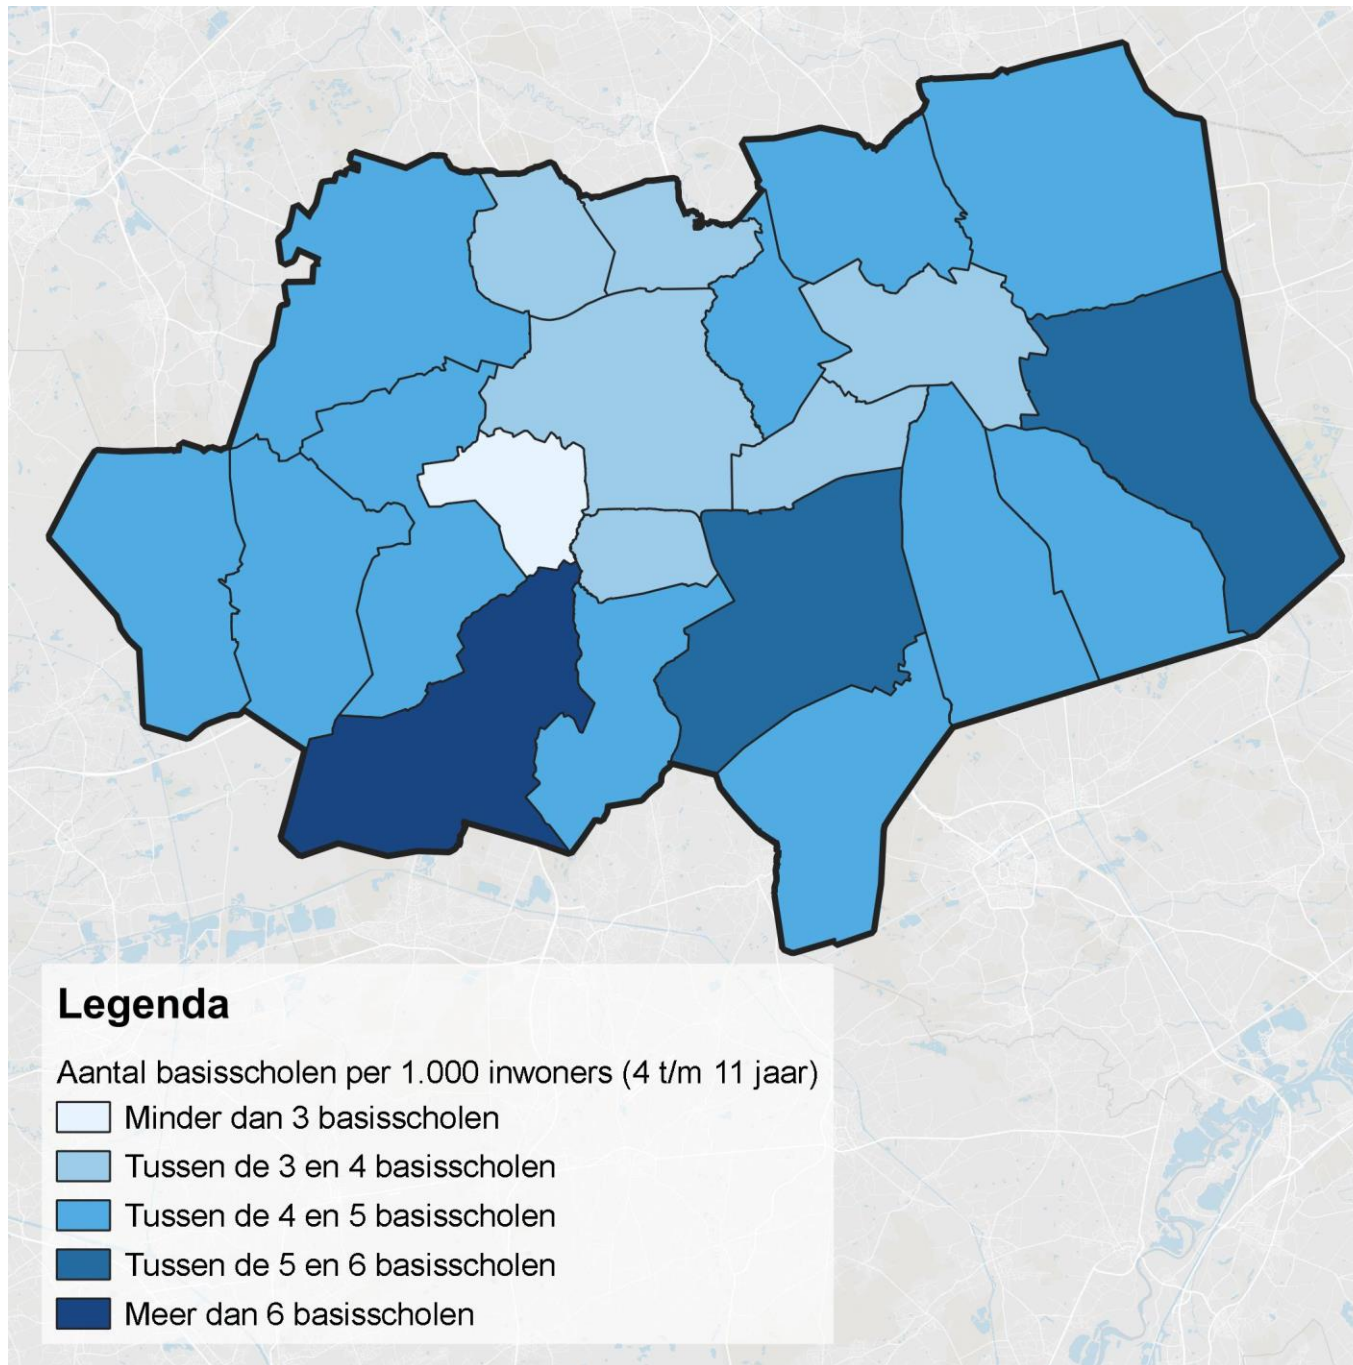 Legenda
Aantal basisscholen per 1.000 inwoners (4 t/m 11 jaar)
Minder dan 3 basisscholen
Tussen de 3 en 4 basisscholen
Tussen de 4 en 5 basisscholen
Tussen de 5 en 6 basisscholen
Meer dan 6 basisscholen